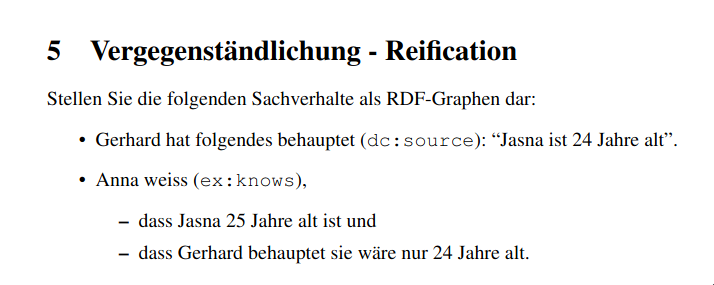 5 Vergegenständlichung - Reification
Stellen Sie die folgenden Sachverhalte als RDF-Graphen dar:
• Gerhard hat folgendes behauptet (dc:source): “Jasna ist 24 Jahre alt”.
• Anna weiss (ex:knows),
– dass Jasna 25 Jahre alt ist und
– dass Gerhard behauptet sie wäre nur 24 Jahre alt.